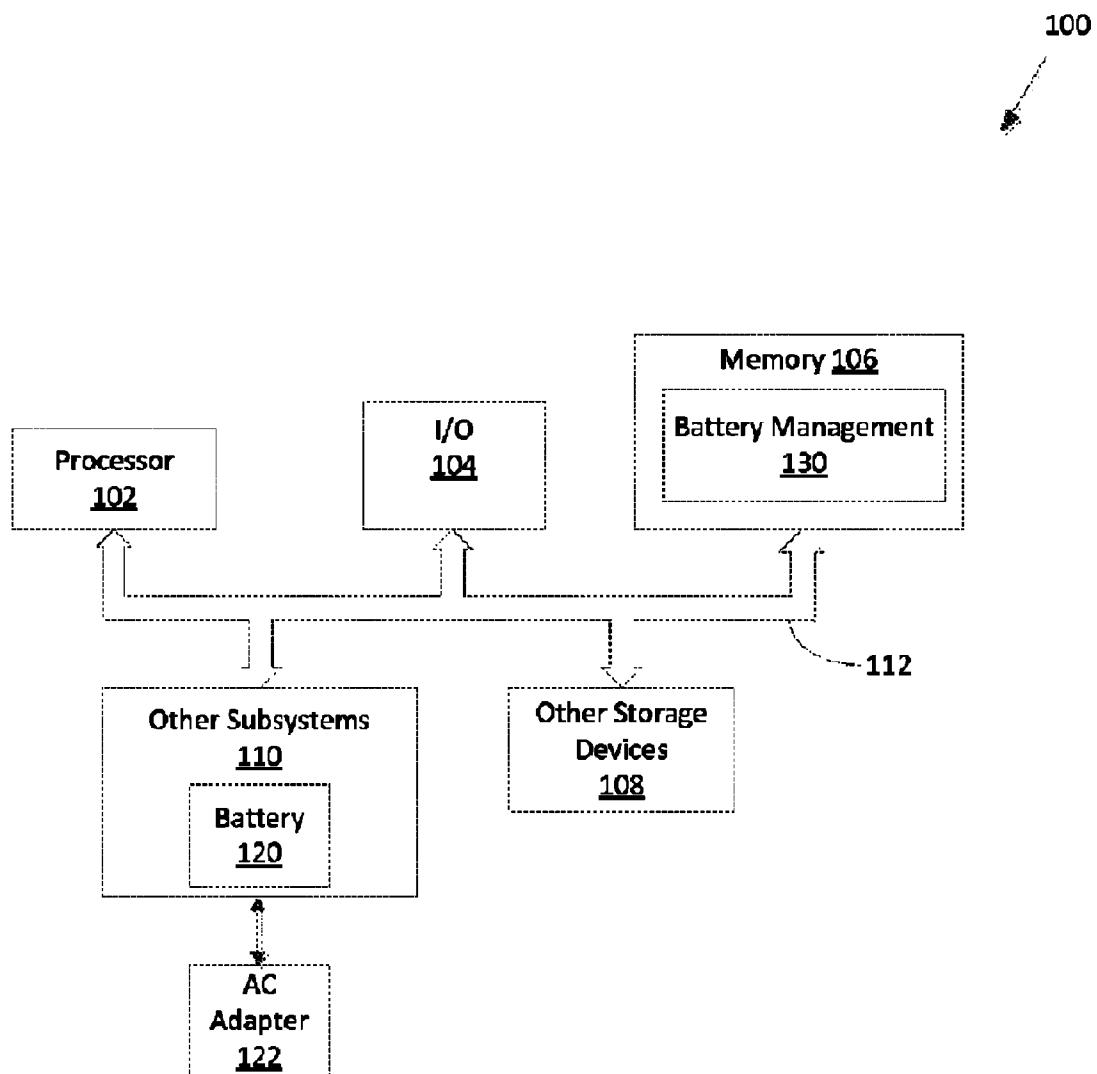 100
Memory 106
Battery Management
130
I/O
104
Processor
102
112
Other Subsystems
110
Battery
120
Other Storage
Devices
108
AC
Adapter
122